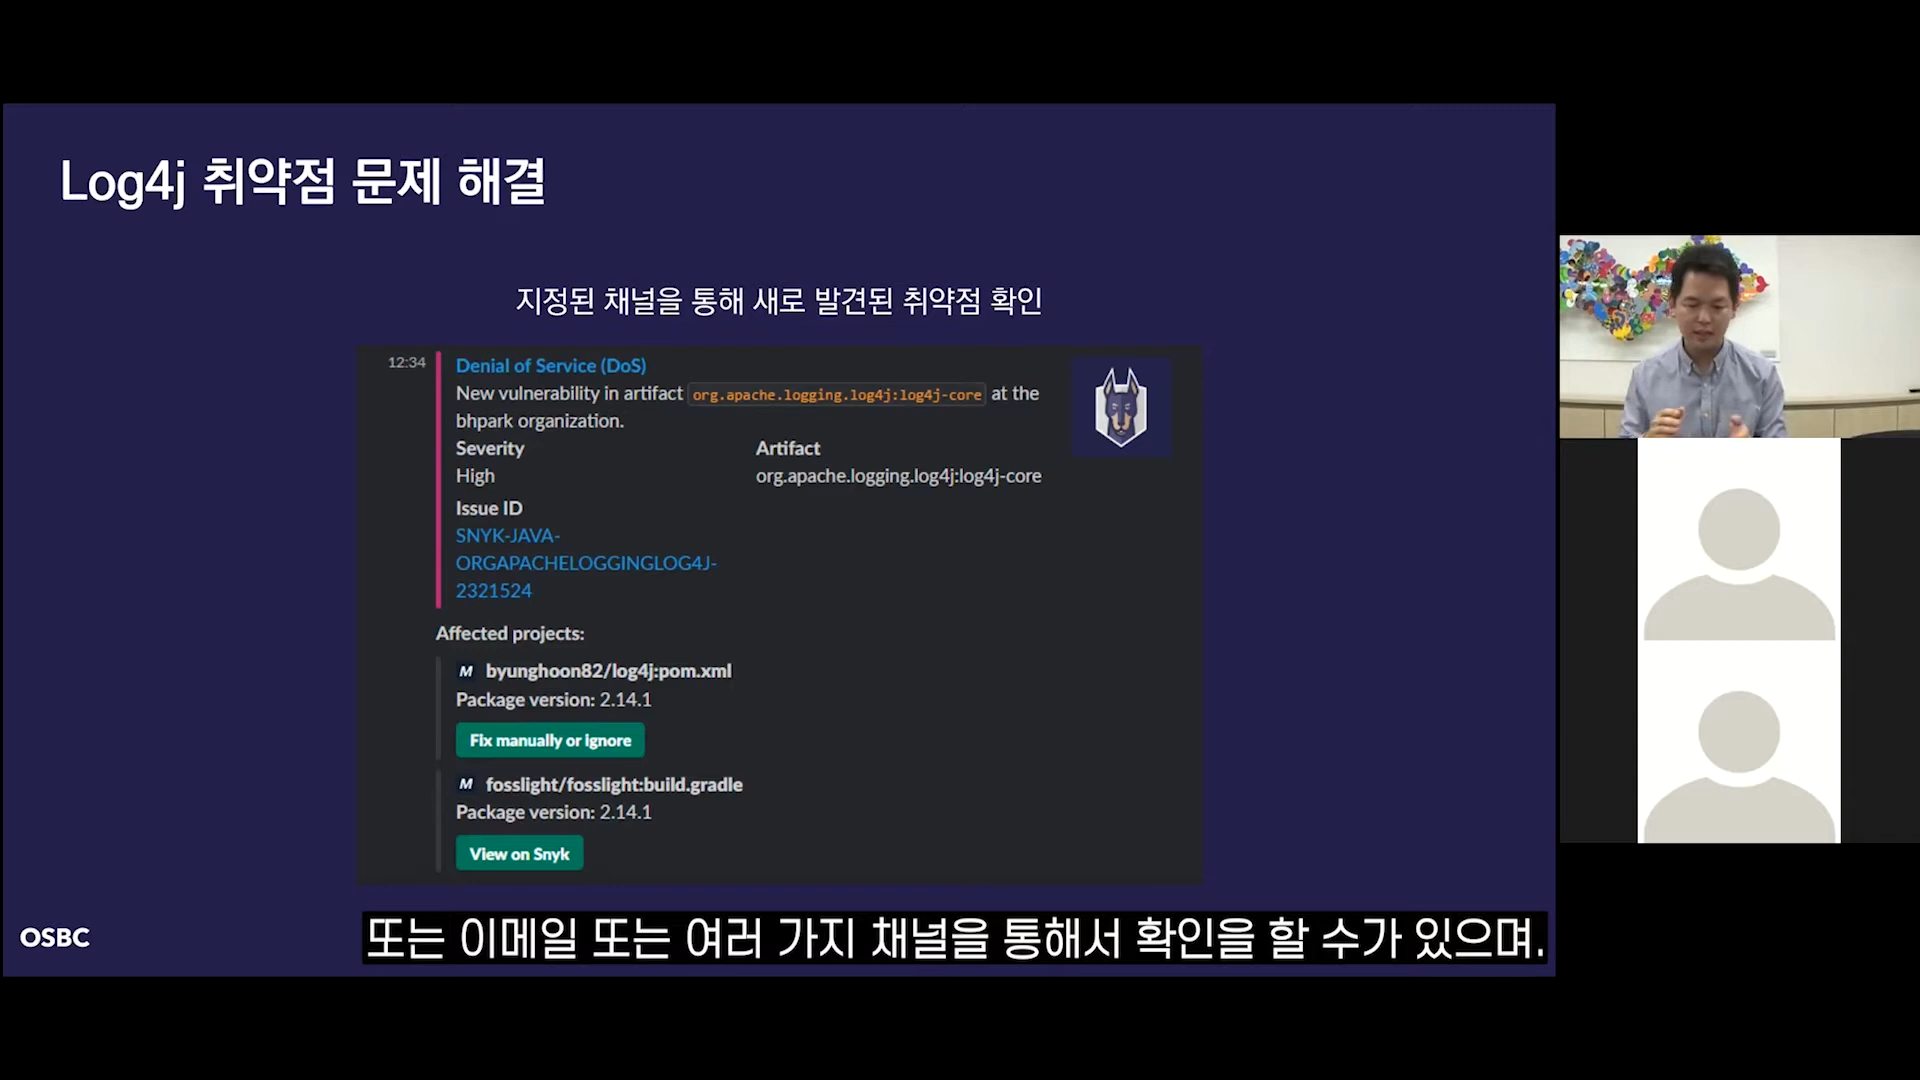 Log4j 취약점 문제 해결
지정된 채널을 통해 새로 발견된 취약점 확인
12:34
Denial of Service (DoS)
New vulnerability in artifact org.apache.logging.log4j:log4j-core at the
bhpark organization.
Severity
High
Artifact
org.apache.logging.log4j:log4j-core
Issue ID
SNYK-JAVA-
ORGAPACHELOGGINGLOG4J-
2321524
Affected projects:
M byunghoon82/log4j:pom.xml
Package version: 2.14.1
Fix manually or ignore
M fosslight/fosslight:build.gradle
Package version: 2.14.1
View on Snyk
OSBC
또는 이메일 또는 여러 가지 채널을 통해서 확인을 할 수가 있으며.